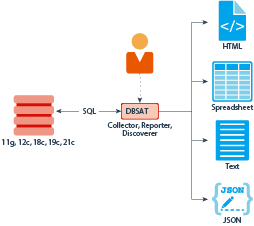 HTML
Spreadsheet
SQL
DBSAT
Collector, Reporter,
Discoverer
11g, 12c, 18c, 19c, 21c
Text
JSON
JSON